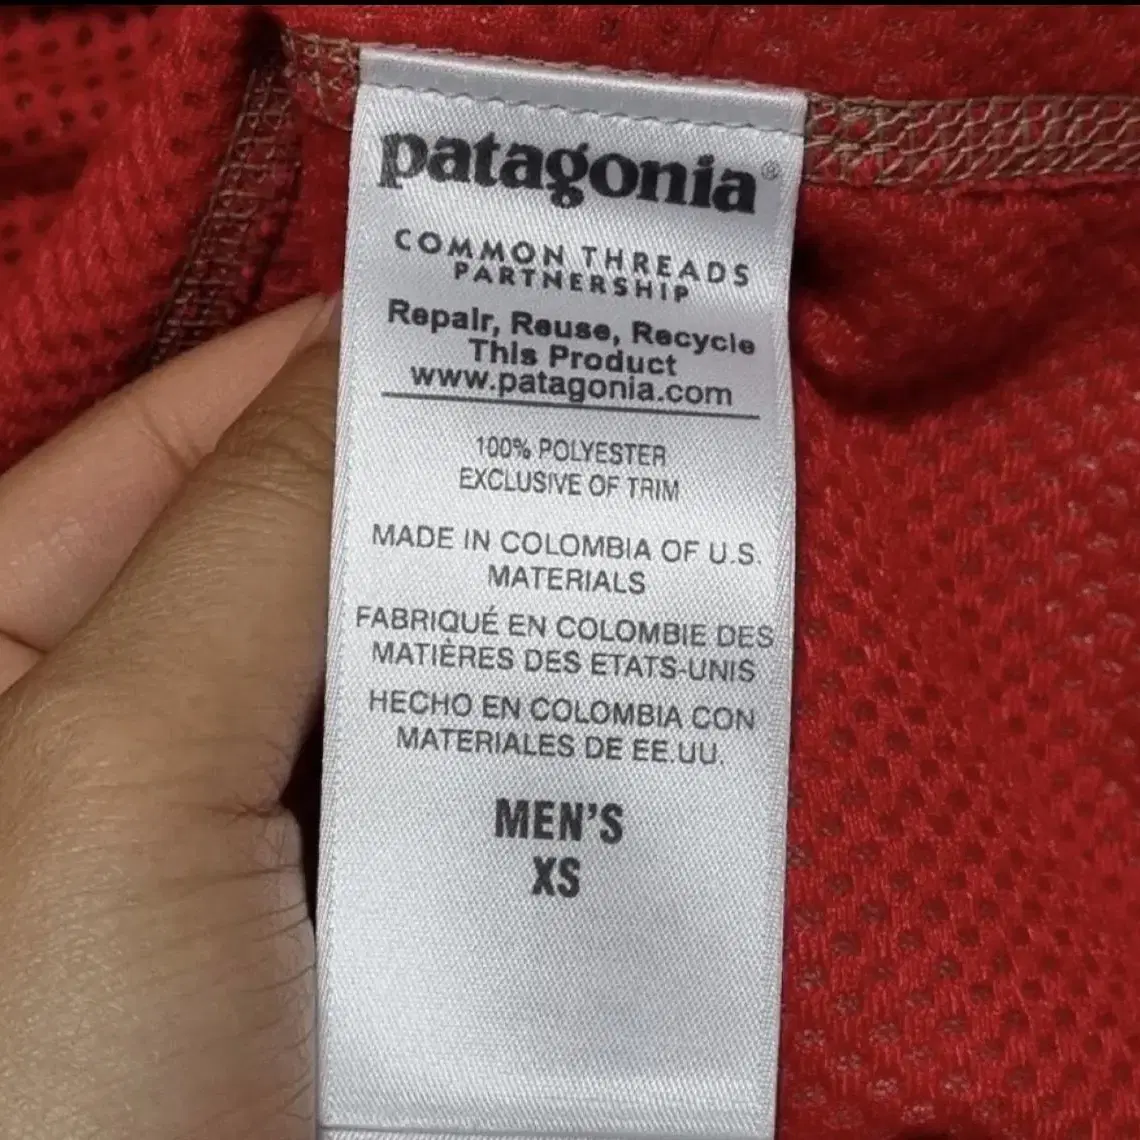 patagonia®
COMMON THREADS
PARTNERSHIP
Repair, Reuse, Recycle
This Product
www.patagonia.com
100% POLYESTER
EXCLUSIVE OF TRIM
MADE IN COLOMBIA OF U.S.
MATERIALS
FABRIQUÉ EN COLOMBIE DES
MATIÈRES DES ETATS-UNIS
HECHO EN COLOMBIA CON
MATERIALES DE EE.UU.
MEN'S
XS